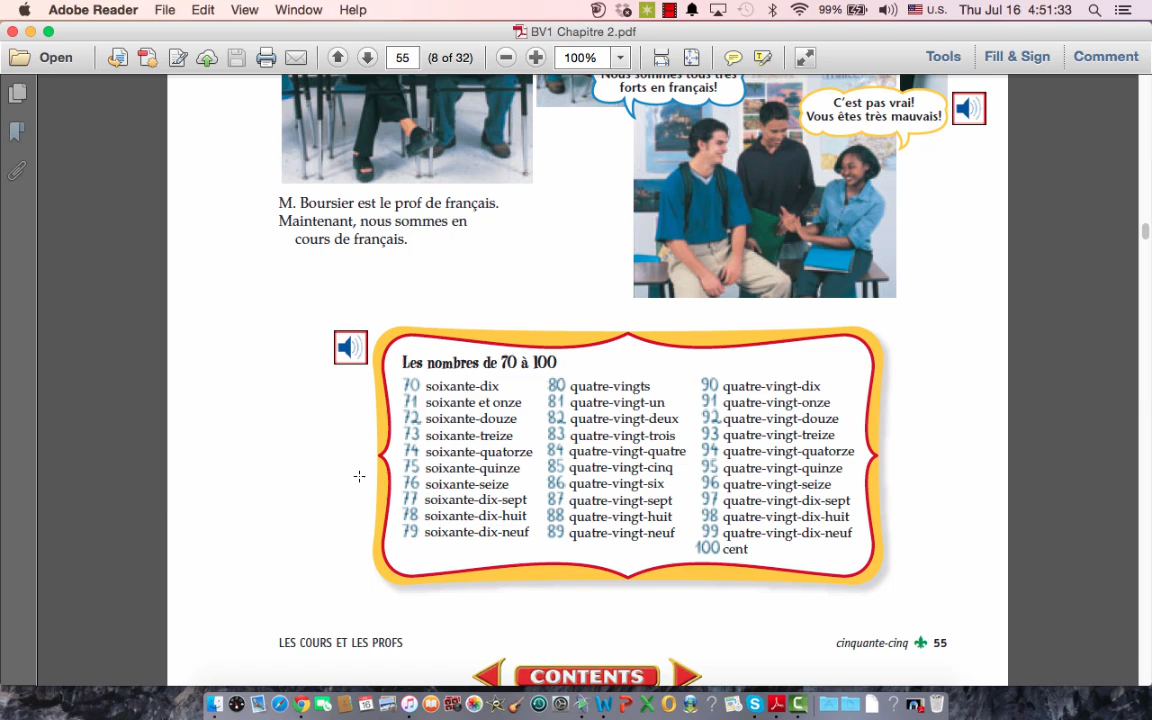 Adobe Reader File Edit View Window Help 99% U.S. Thu Jul 16 4:51:33
BV1 Chapitre 2.pdf
Open 55 (8 of 32) 100% Tools Fill & Sign Comment
Nous sommes tous très
forts en français!
C'est pas vrai!
Vous êtes très mauvais!
M. Boursier est le prof de français.
Maintenant, nous sommes en
cours de français.
Les nombres de 70 à 100
70 soixante-dix 80 quatre-vingts 90 quatre-vingt-dix
71 soixante et onze 81 quatre-vingt-un 91 quatre-vingt-onze
72 soixante-douze 82 quatre-vingt-deux 92 quatre-vingt-douze
73 soixante-treize 83 quatre-vingt-trois 93 quatre-vingt-treize
74 soixante-quatorze 84 quatre-vingt-quatre 94 quatre-vingt-quatorze
75 soixante-quinze 85 quatre-vingt-cinq 95 quatre-vingt-quinze
76 soixante-seize 86 quatre-vingt-six 96 quatre-vingt-seize
77 soixante-dix-sept 87 quatre-vingt-sept 97 quatre-vingt-dix-sept
78 soixante-dix-huit 88 quatre-vingt-huit 98 quatre-vingt-dix-huit
79 soixante-dix-neuf 89 quatre-vingt-neuf 99 quatre-vingt-dix-neuf
100 cent
LES COURS ET LES PROFS cinquante-cinq 55
CONTENTS